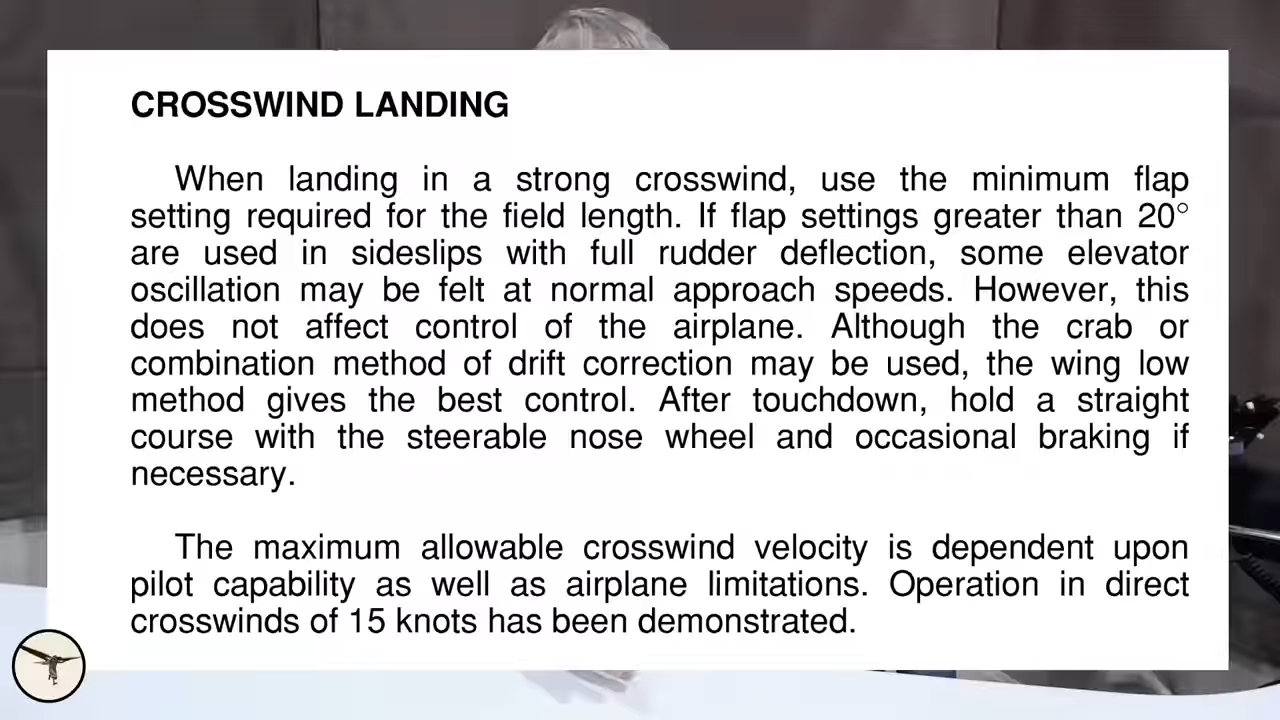 CROSSWIND LANDING
When landing in a strong crosswind, use the minimum flap
setting required for the field length. If flap settings greater than 20°
are used in sideslips with full rudder deflection, some elevator
oscillation may be felt at normal approach speeds. However, this
does not affect control of the airplane. Although the crab or
combination method of drift correction may be used, the wing low
method gives the best control. After touchdown, hold a straight
course with the steerable nose wheel and occasional braking if
necessary.
The maximum allowable crosswind velocity is dependent upon
pilot capability as well as airplane limitations. Operation in direct
crosswinds of 15 knots has been demonstrated.